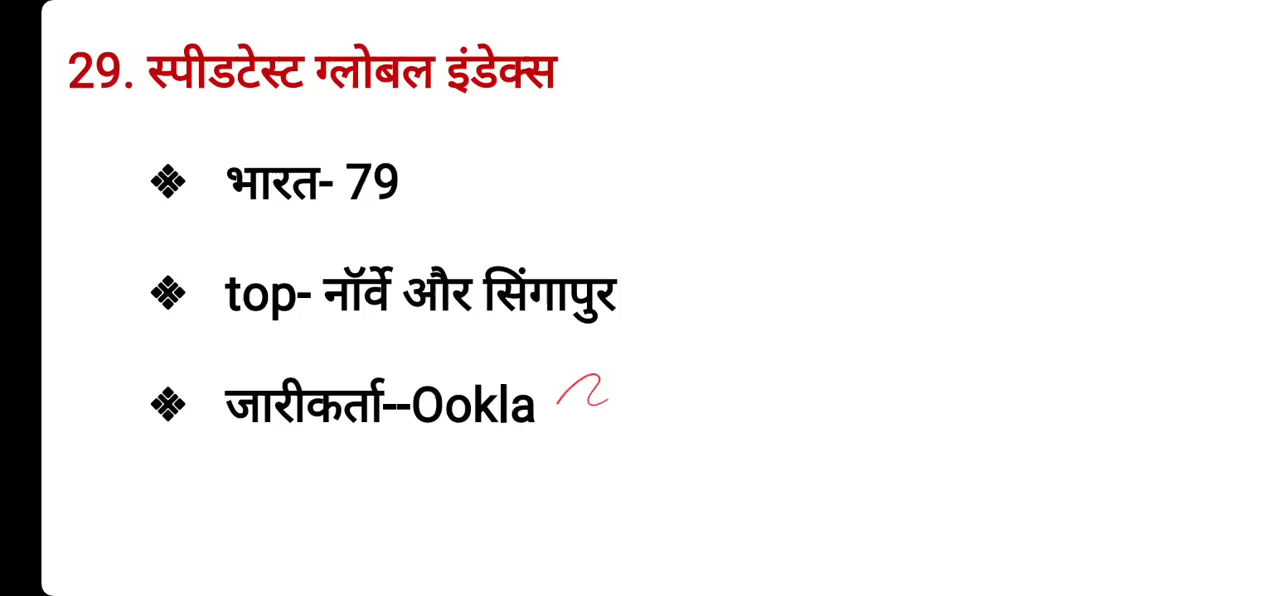 29. स्पीडटेस्ट ग्लोबल इंडेक्स
❖ भारत- 79
❖ top- नॉर्वे और सिंगापुर
❖ जारीकर्ता--Ookla